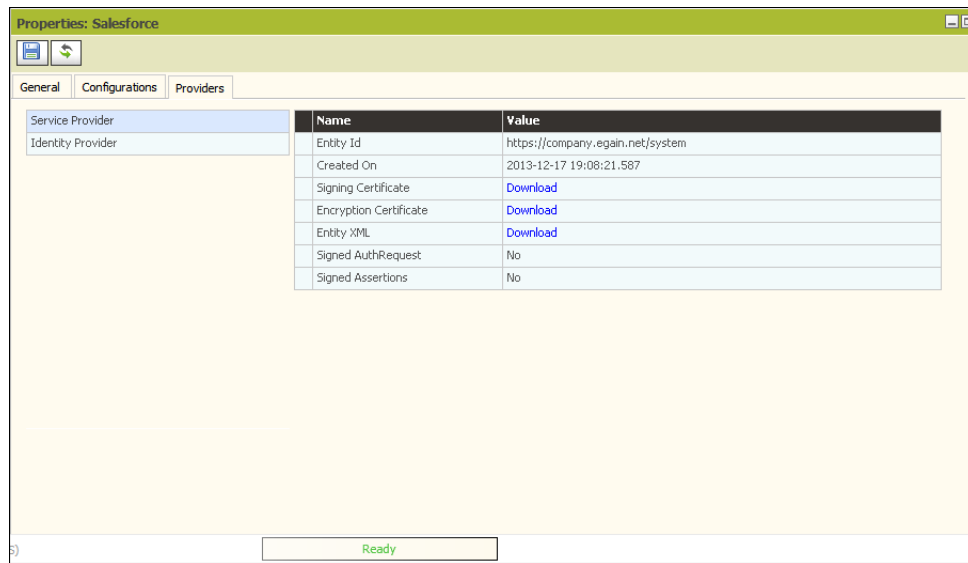 Properties: Salesforce
General Configurations Providers
Service Provider
Identity Provider
Name Value
Entity Id https://company.egain.net/system
Created On 2013-12-17 19:08:21.587
Signing Certificate Download
Encryption Certificate Download
Entity XML Download
Signed AuthRequest No
Signed Assertions No
s) Ready